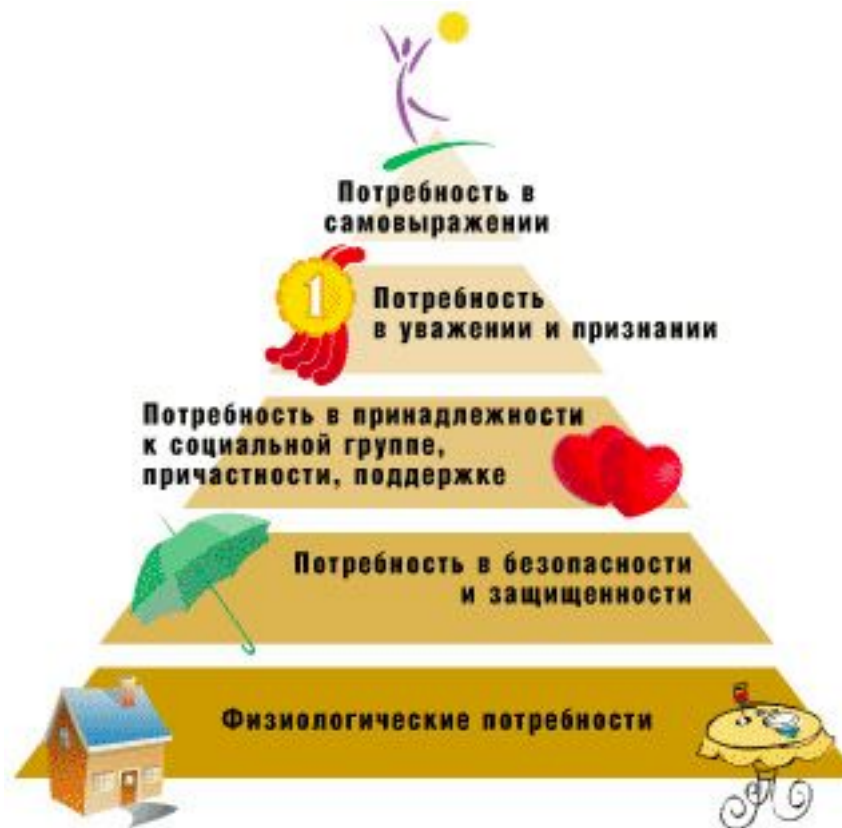 Потребность в
самовыражении
1
Потребность
в уважении и признании
Потребность в принадлежности
к социальной группе,
причастности, поддержке
Потребность в безопасности
и защищенности
Физиологические потребности